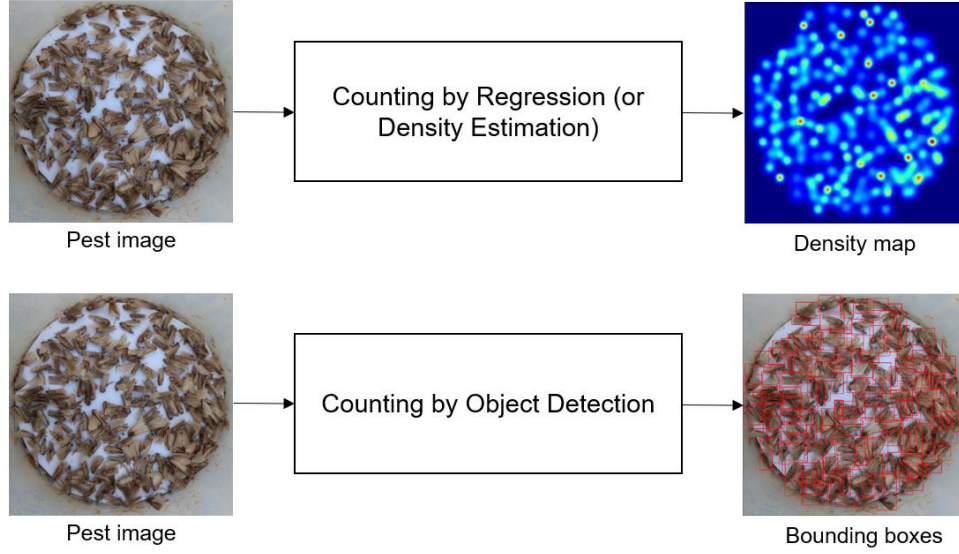 Counting by Regression (or
Density Estimation)
Pest image
Density map
Counting by Object Detection
Pest image
Bounding boxes